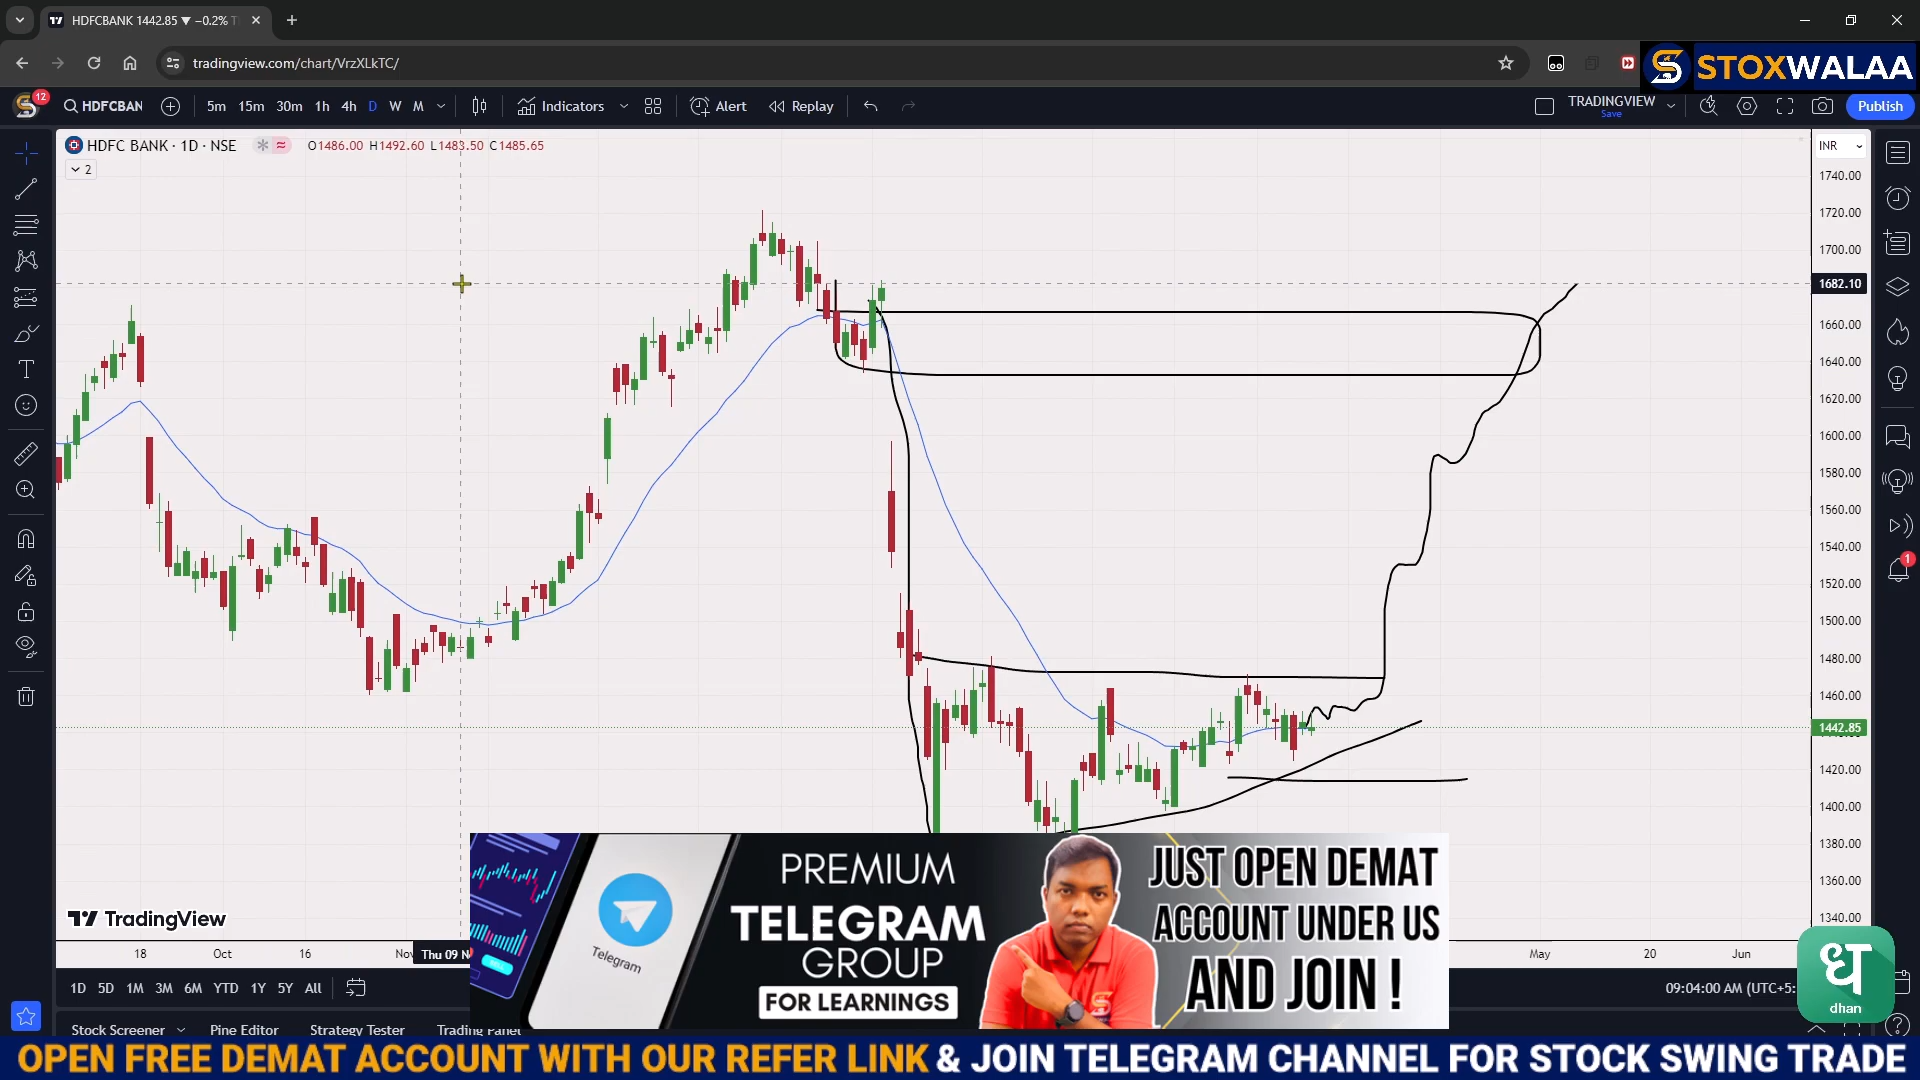 HDFCBANK 1442.85 ▼ −0.2%
tradingview.com/chart/VrzXLkTC/
STOXWALAA
12
HDFCBAN
5m 15m 30m 1h 4h D W M
Indicators
Alert
Replay
TRADINGVIEW
Save
Publish
HDFC BANK · 1D · NSE
O1486.00 H1492.60 L1483.50 C1485.65
INR
2
1740.00
1720.00
1700.00
1682.10
1660.00
1640.00
1620.00
1600.00
1580.00
1560.00
1540.00
1520.00
1500.00
1480.00
1460.00
1442.85
1420.00
1400.00
1380.00
1360.00
1340.00
1
TradingView
18 Oct 16 Nov Thu 09 N May 20 Jun
1D 5D 1M 3M 6M YTD 1Y 5Y All
09:04:00 AM (UTC+5:
Stock Screener Pine Editor Strategy Tester Trading Panel
Telegram
PREMIUM
TELEGRAM
GROUP
FOR LEARNINGS
JUST OPEN DEMAT
ACCOUNT UNDER US
AND JOIN !
ध
dhan
OPEN FREE DEMAT ACCOUNT WITH OUR REFER LINK & JOIN TELEGRAM CHANNEL FOR STOCK SWING TRADE